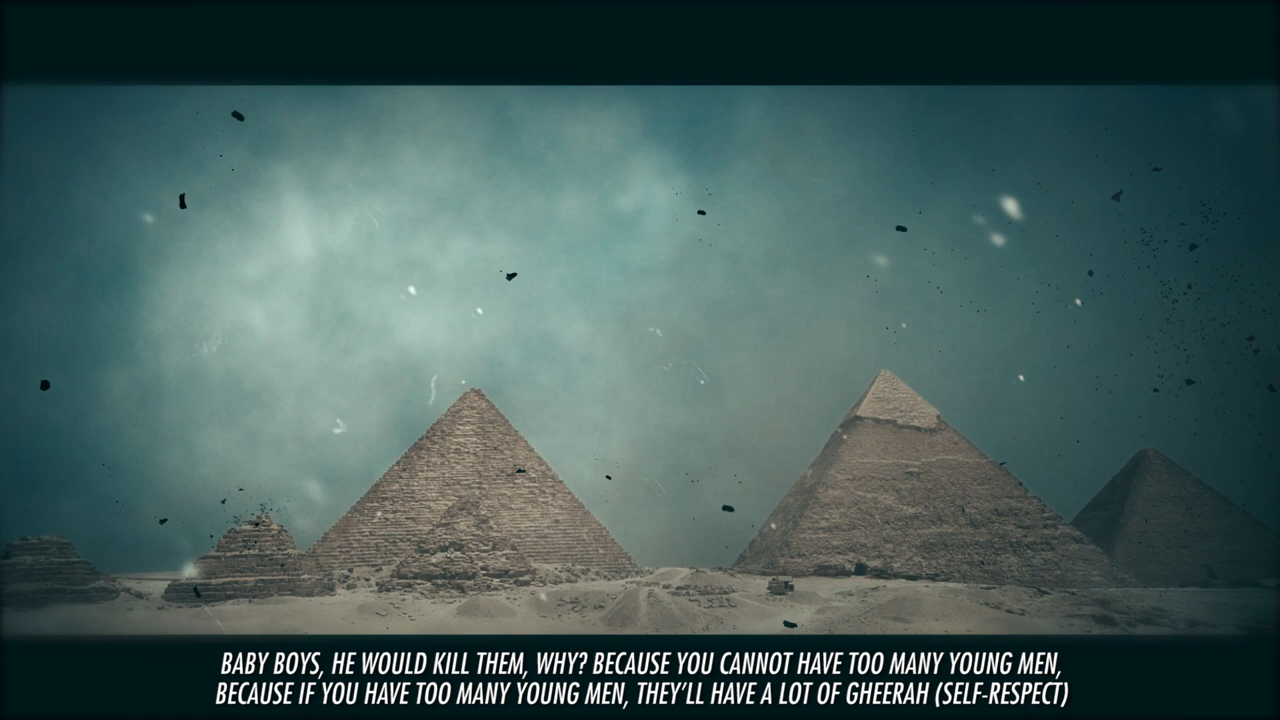 BABY BOYS, HE WOULD KILL THEM, WHY? BECAUSE YOU CANNOT HAVE TOO MANY YOUNG MEN,
BECAUSE IF YOU HAVE TOO MANY YOUNG MEN, THEY'LL HAVE A LOT OF GHEERAH (SELF-RESPECT)